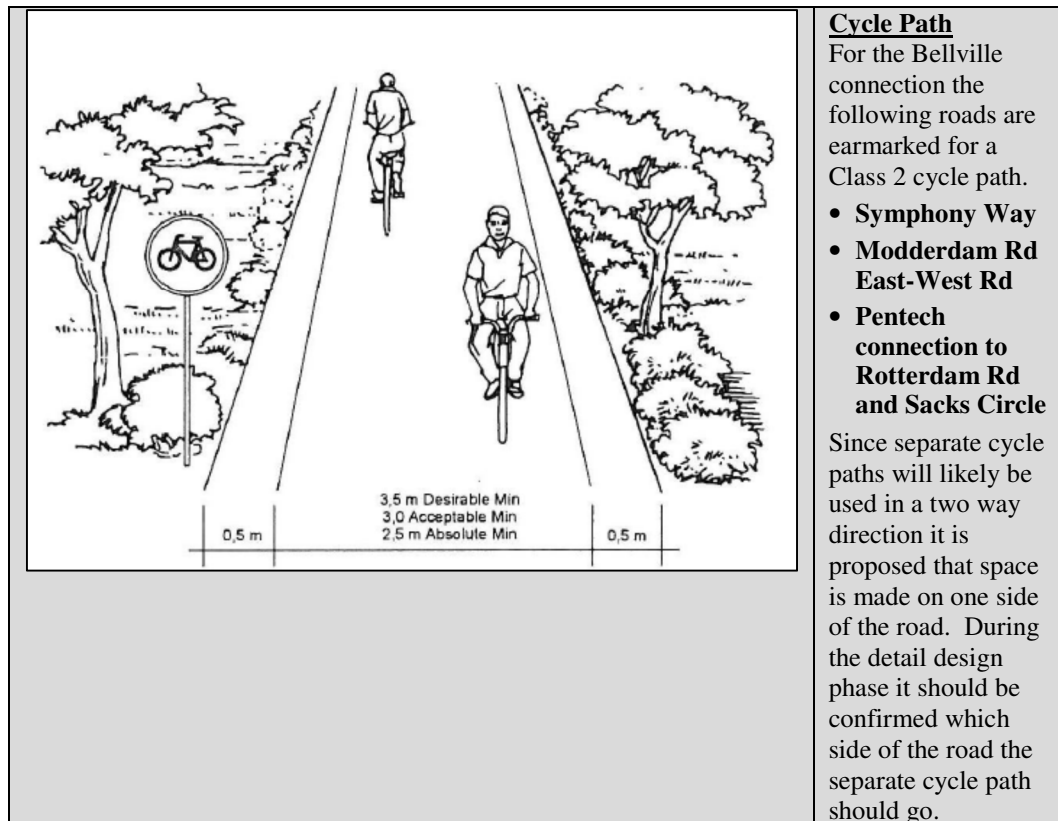 3,5 m Desirable Min
3,0 Acceptable Min
0,5 m 2,5 m Absolute Min 0,5 m
Cycle Path
For the Bellville
connection the
following roads are
earmarked for a
Class 2 cycle path.
• Symphony Way
• Modderdam Rd
East-West Rd
• Pentech
connection to
Rotterdam Rd
and Sacks Circle
Since separate cycle
paths will likely be
used in a two way
direction it is
proposed that space
is made on one side
of the road. During
the detail design
phase it should be
confirmed which
side of the road the
separate cycle path
should go.